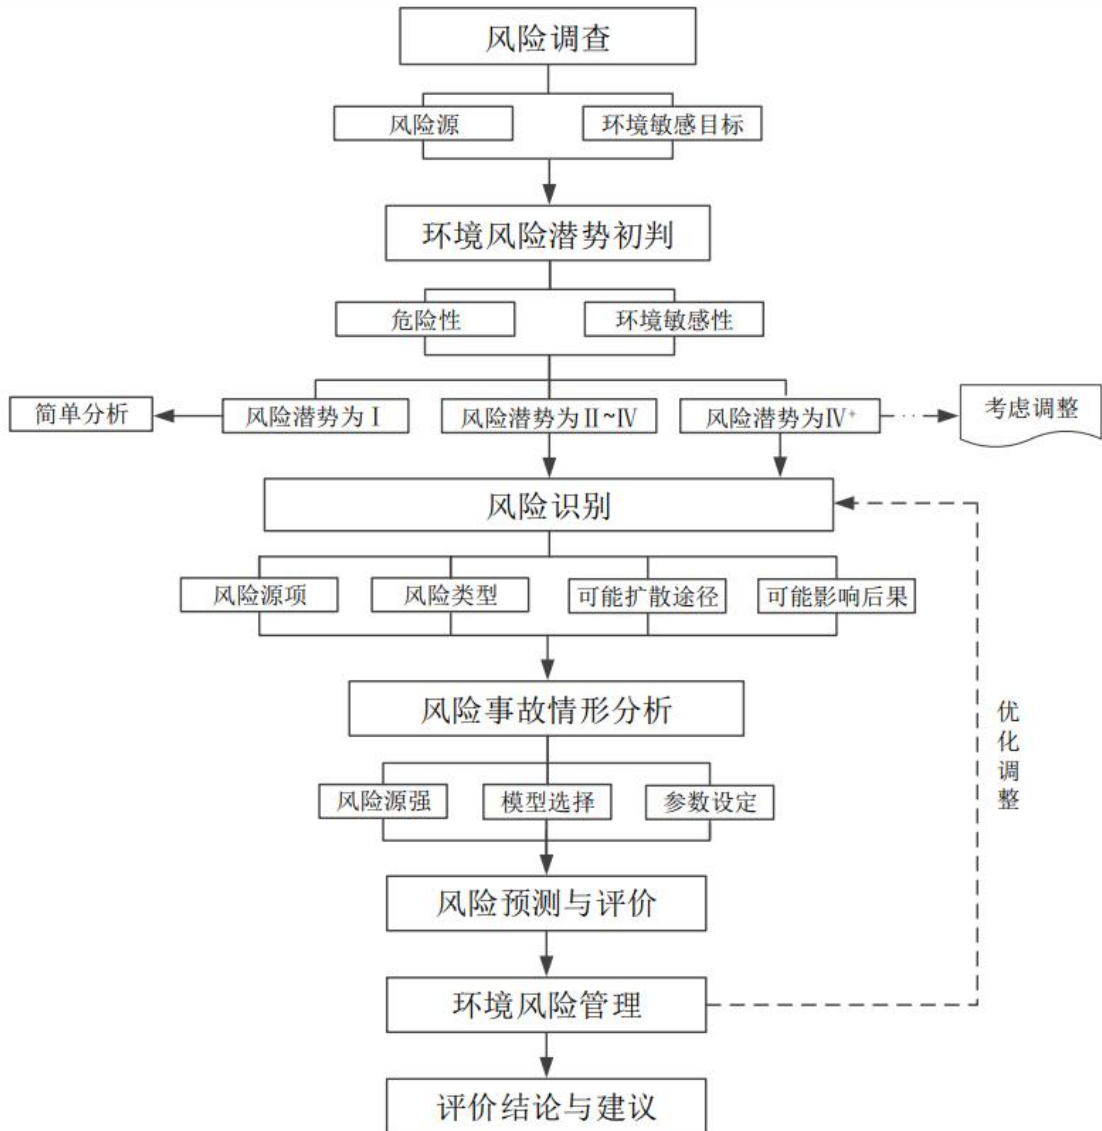 风险调查
风险源
环境敏感目标
环境风险潜势初判
危险性
环境敏感性
简单分析
风险潜势为Ⅰ
风险潜势为Ⅱ~Ⅳ
风险潜势为Ⅳ⁺
考虑调整
风险识别
风险源项
风险类型
可能扩散途径
可能影响后果
风险事故情形分析
优化调整
风险源强
模型选择
参数设定
风险预测与评价
环境风险管理
评价结论与建议